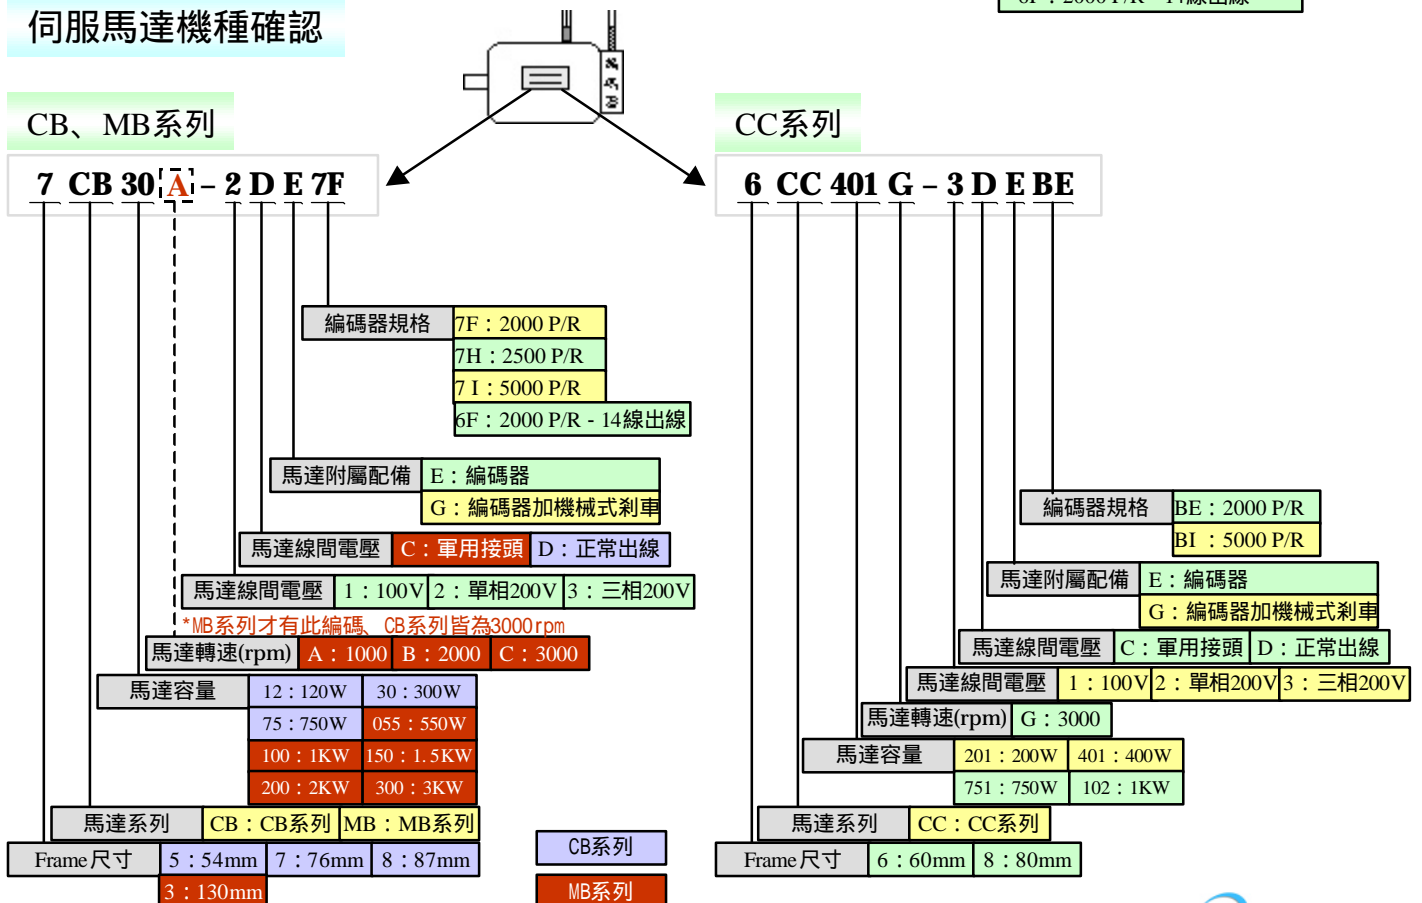 伺服馬達機種確認
CB、MB系列
7 CB 30 A – 2 D E 7F
編碼器規格
7F：2000 P/R
7H：2500 P/R
7 I：5000 P/R
6F：2000 P/R - 14線出線
馬達附屬配備
E：編碼器
G：編碼器加機械式剎車
馬達線間電壓 C：軍用接頭 D：正常出線
馬達線間電壓 1：100V 2：單相200V 3：三相200V
*MB系列才有此編碼、CB系列皆為3000rpm
馬達轉速(rpm) A：1000 B：2000 C：3000
馬達容量 12：120W 30：300W
75：750W 055：550W
100：1KW 150：1.5KW
200：2KW 300：3KW
馬達系列 CB：CB系列 MB：MB系列
Frame尺寸 5：54mm 7：76mm 8：87mm
3：130mm
CB系列
MB系列
CC系列
6 CC 401 G – 3 D E BE
編碼器規格
BE：2000 P/R
BI ：5000 P/R
馬達附屬配備
E：編碼器
G：編碼器加機械式剎車
馬達線間電壓 C：軍用接頭 D：正常出線
馬達線間電壓 1：100V 2：單相200V 3：三相200V
馬達轉速(rpm) G：3000
馬達容量 201：200W 401：400W
751：750W 102：1KW
馬達系列 CC：CC系列
Frame尺寸 6：60mm 8：80mm